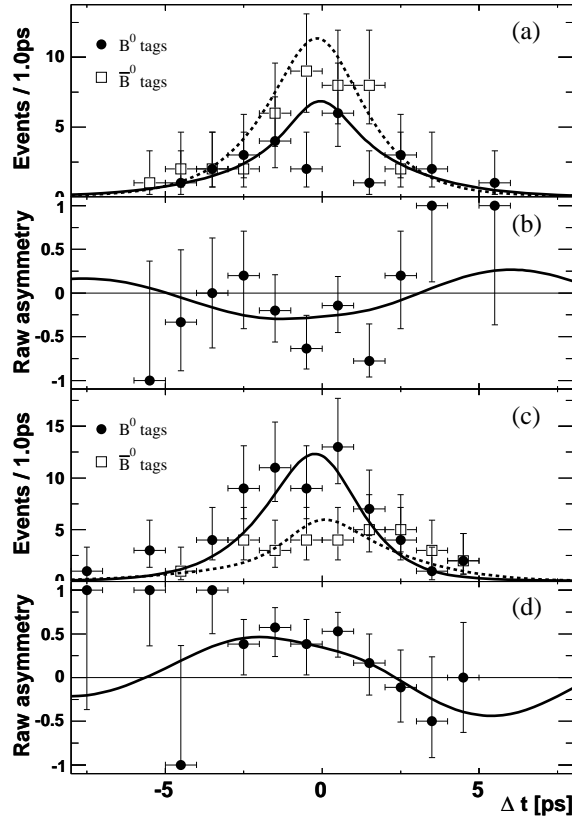 (a)
B⁰ tags
B̅⁰ tags
Events / 1.0ps
10
5
0
(b)
Raw asymmetry
1
0.5
0
-0.5
-1
(c)
B⁰ tags
B̅⁰ tags
Events / 1.0ps
15
10
5
0
(d)
Raw asymmetry
1
0.5
0
-0.5
-1
-5
0
5
Δ t [ps]